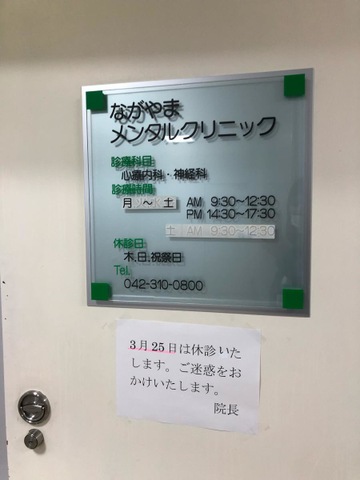 ながやま
メンタルクリニック
診療科目
心療内科・神経科
診療時間
月 〜 土 AM 9:30〜12:30
PM 14:30〜17:30
土 AM 9:30〜12:30
休診日
木、日、祝祭日
Tel.
042-310-0800
3月25日は休診いた
します。ご迷惑をお
かけいたします。
院長